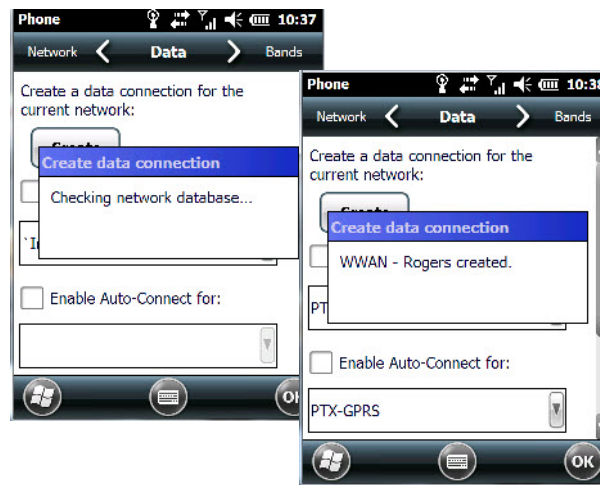 Phone 10:37
Network Data Bands
Create a data connection for the
current network:
Create
Create data connection
Checking network database...
Enable Auto-Connect for:
Phone 10:38
Network Data Bands
Create a data connection for the
current network:
Create
Create data connection
WWAN - Rogers created.
PT
Enable Auto-Connect for:
PTX-GPRS
OK